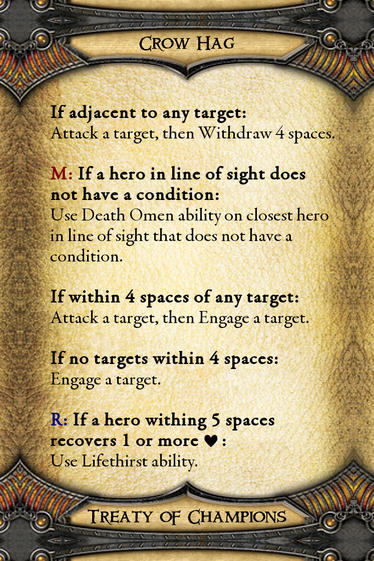 Crow Hag
If adjacent to any target:
Attack a target, then Withdraw 4 spaces.
M: If a hero in line of sight does
not have a condition:
Use Death Omen ability on closest hero
in line of sight that does not have a
condition.
If within 4 spaces of any target:
Attack a target, then Engage a target.
If no targets within 4 spaces:
Engage a target.
R: If a hero withing 5 spaces
recovers 1 or more ♥ :
Use Lifethirst ability.
Treaty of Champions